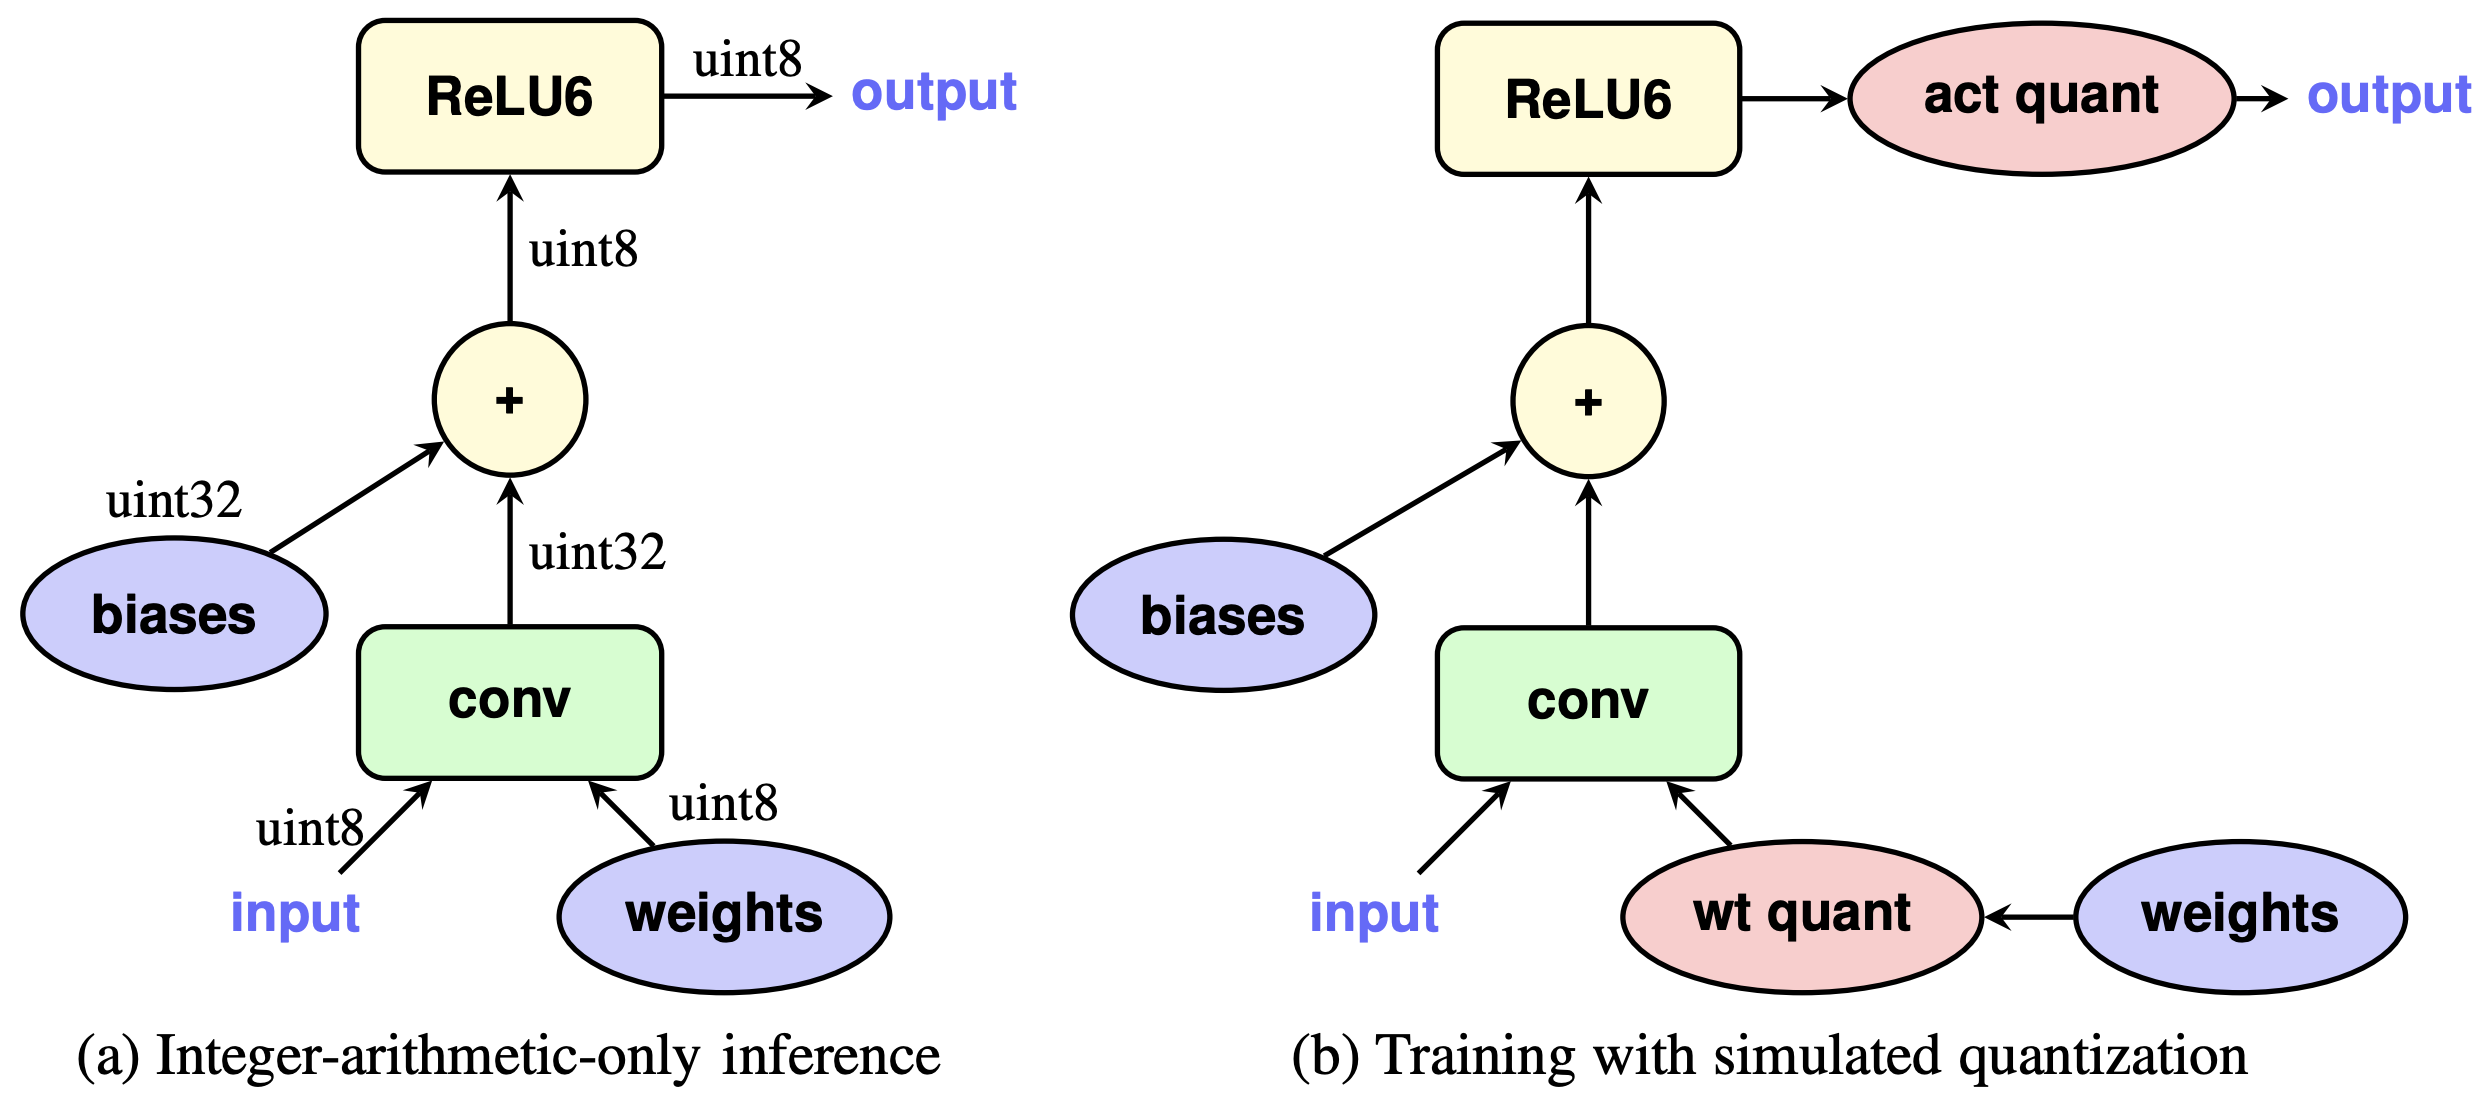 ReLU6
uint8
output
uint8
+
uint32
biases
uint32
conv
uint8
uint8
input
weights
(a) Integer-arithmetic-only inference
ReLU6
act quant
output
+
biases
conv
input
wt quant
weights
(b) Training with simulated quantization